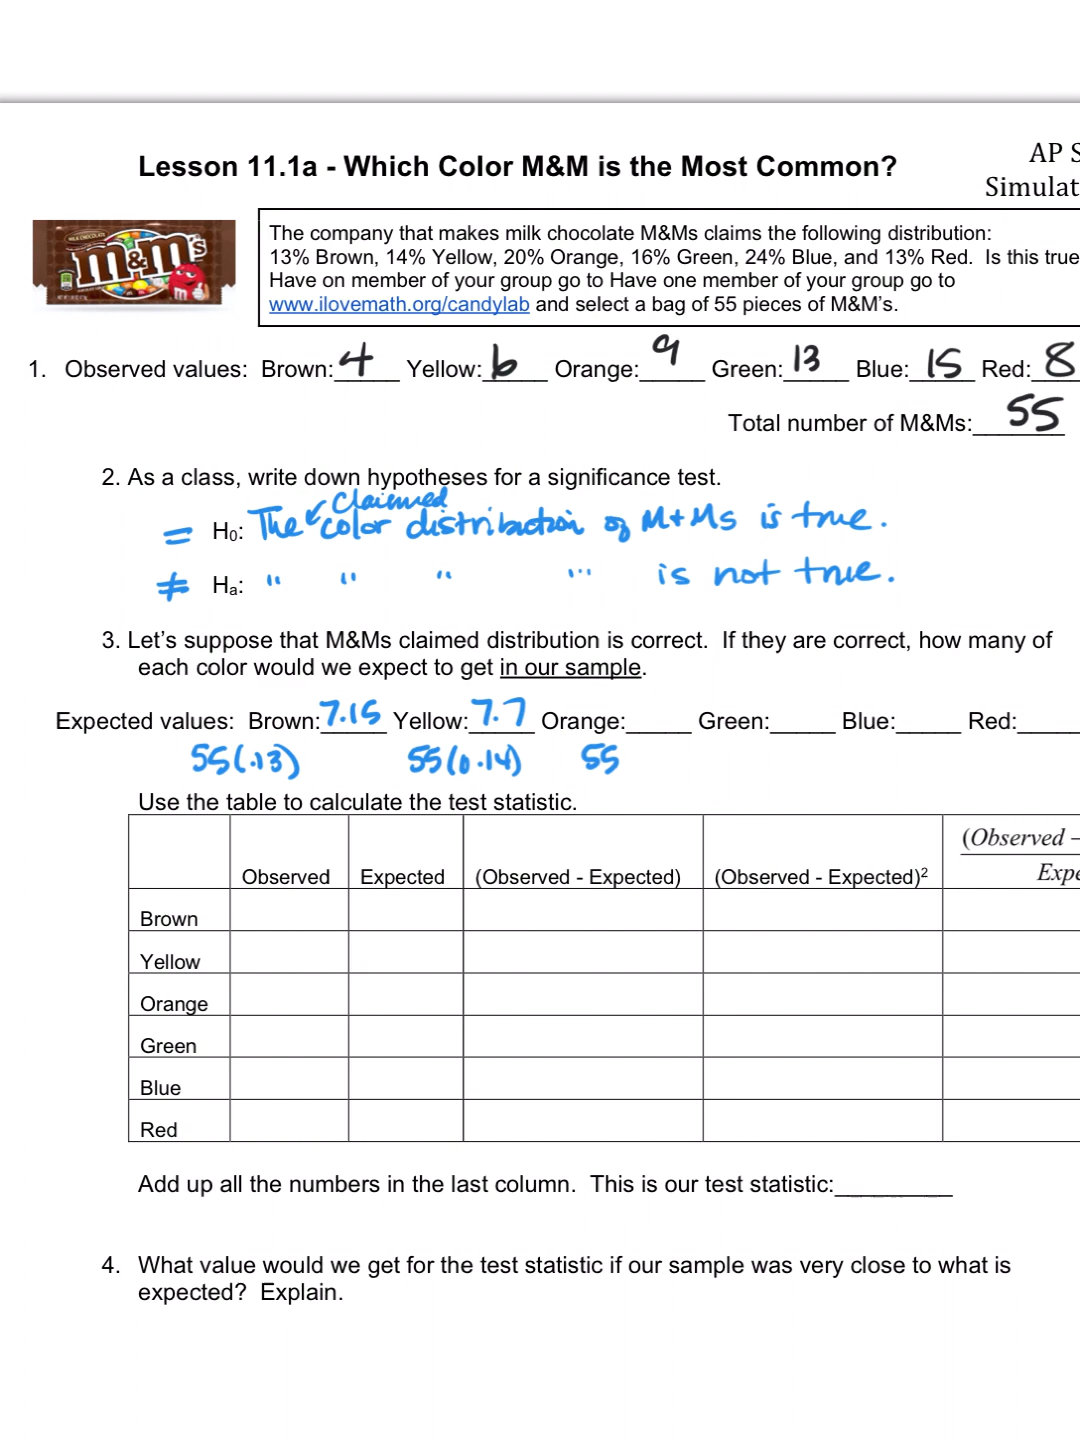 Lesson 11.1a - Which Color M&M is the Most Common?
AP S
Simulat
m&m's
The company that makes milk chocolate M&Ms claims the following distribution:
13% Brown, 14% Yellow, 20% Orange, 16% Green, 24% Blue, and 13% Red. Is this true
Have on member of your group go to Have one member of your group go to
www.ilovemath.org/candylab and select a bag of 55 pieces of M&M's.
1. Observed values: Brown: 4 Yellow: 6 Orange: 9 Green: 13 Blue: 15 Red: 8
Total number of M&Ms: 55
2. As a class, write down hypotheses for a significance test.
Claimed
= H₀: The color distribution of M+Ms is true.
≠ Hₐ: " " " ... is not true.
3. Let's suppose that M&Ms claimed distribution is correct. If they are correct, how many of
each color would we expect to get in our sample.
Expected values: Brown: 7.15 Yellow: 7.7 Orange:_____ Green:_____ Blue:_____ Red:_____
55(.13) 55(0.14) 55
Use the table to calculate the test statistic.
(Observed -
Observed Expected (Observed - Expected) (Observed - Expected)² Expe
Brown
Yellow
Orange
Green
Blue
Red
Add up all the numbers in the last column. This is our test statistic:_________
4. What value would we get for the test statistic if our sample was very close to what is
expected? Explain.